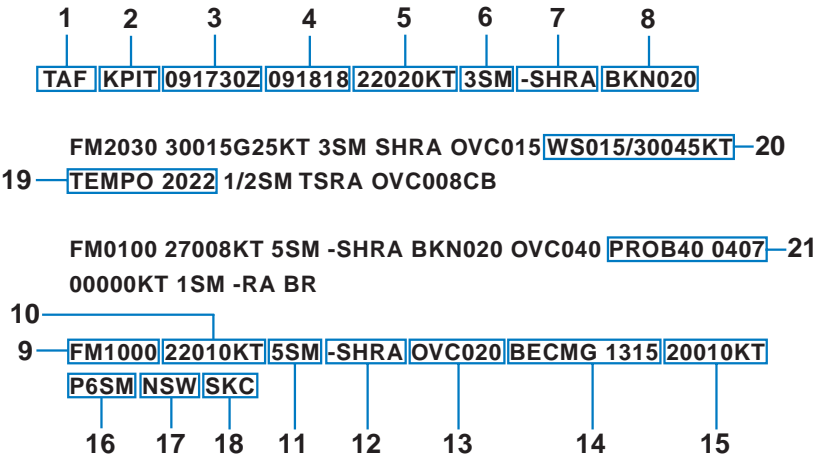 1 2 3 4 5 6 7 8
TAF KPIT 091730Z 091818 22020KT 3SM -SHRA BKN020
FM2030 30015G25KT 3SM SHRA OVC015 WS015/30045KT 20
19 TEMPO 2022 1/2SM TSRA OVC008CB
FM0100 27008KT 5SM -SHRA BKN020 OVC040 PROB40 0407 21
00000KT 1SM -RA BR
10
9 FM1000 22010KT 5SM -SHRA OVC020 BECMG 1315 20010KT
P6SM NSW SKC
16 17 18 11 12 13 14 15